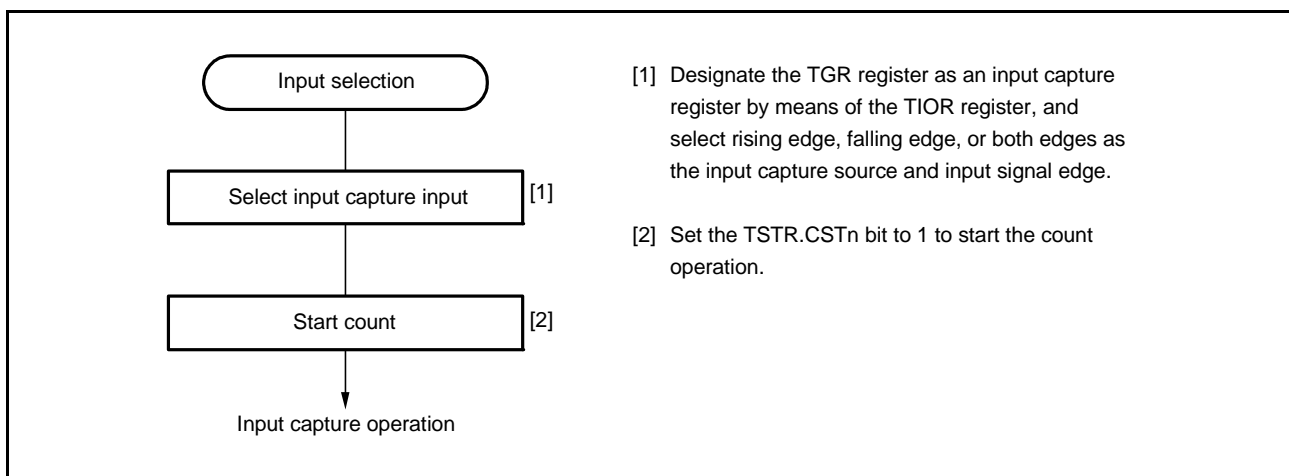 Input selection
Select input capture input
[1]
Start count
[2]
Input capture operation
[1] Designate the TGR register as an input capture
register by means of the TIOR register, and
select rising edge, falling edge, or both edges as
the input capture source and input signal edge.
[2] Set the TSTR.CSTn bit to 1 to start the count
operation.